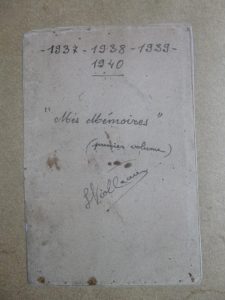 -1937-1938-1939-
1940
"Mes Mémoires"
(premier volume)